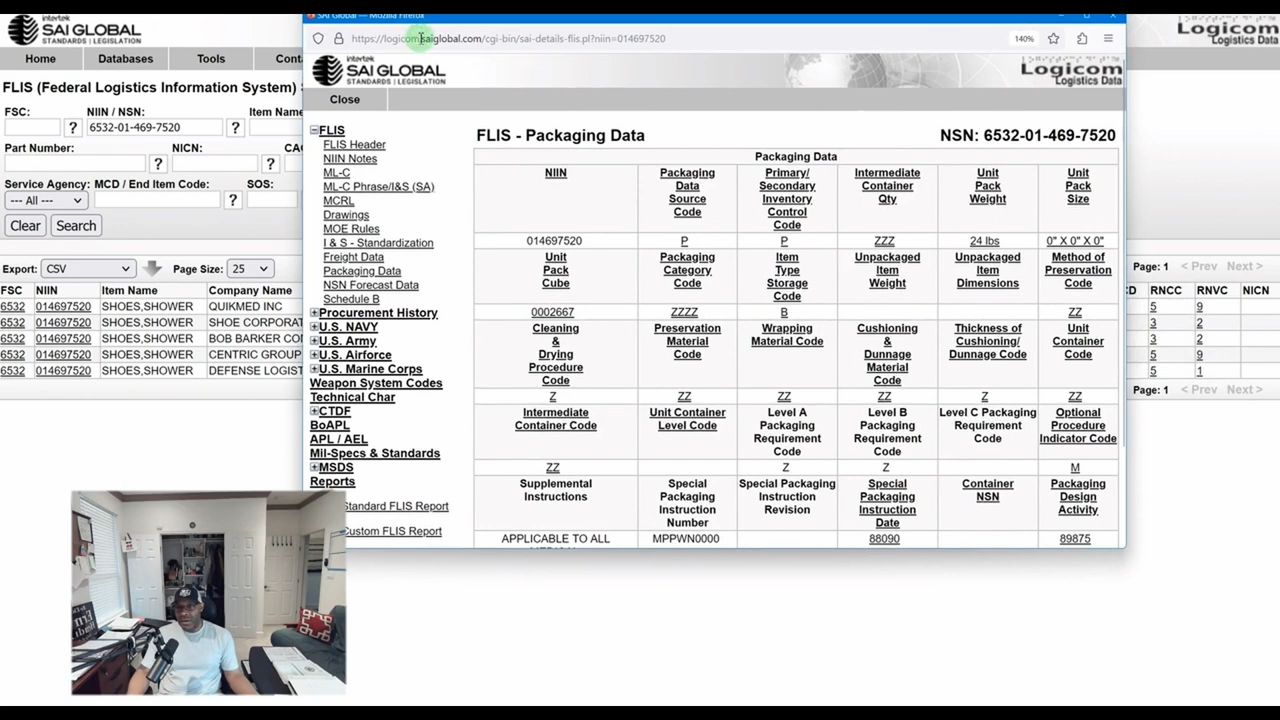 SAI Global — Mozilla Firefox
intertek
SAI GLOBAL
STANDARDS | LEGISLATION
Logicom
Logistics Data
Home
Databases
Tools
Cont
FLIS (Federal Logistics Information System) S
FSC:
NIIN / NSN:
Item Name
?
6532-01-469-7520
?
Part Number:
NICN:
CAG
?
?
Service Agency:
MCD / End Item Code:
SOS:
--- All ---
?
Clear
Search
Export:
CSV
Page Size:
25
FSC
NIIN
Item Name
Company Name
6532
014697520
SHOES,SHOWER
QUIKMED INC
6532
014697520
SHOES,SHOWER
SHOE CORPORAT
6532
014697520
SHOES,SHOWER
BOB BARKER CO
6532
014697520
SHOES,SHOWER
CENTRIC GROUP
6532
014697520
SHOES,SHOWER
DEFENSE LOGIST
https://logicom.saiglobal.com/cgi-bin/sai-details-flis.pl?niin=014697520
140%
intertek
SAI GLOBAL
STANDARDS | LEGISLATION
Logicom
Logistics Data
Close
FLIS
FLIS Header
NIIN Notes
ML-C
ML-C Phrase/I&S (SA)
MCRL
Drawings
MOE Rules
I & S - Standardization
Freight Data
Packaging Data
NSN Forecast Data
Schedule B
Procurement History
U.S. NAVY
U.S. Army
U.S. Airforce
U.S. Marine Corps
Weapon System Codes
Technical Char
CTDF
BoAPL
APL / AEL
Mil-Specs & Standards
MSDS
Reports
Standard FLIS Report
Custom FLIS Report
FLIS - Packaging Data
NSN: 6532-01-469-7520
Packaging Data
NIIN
Packaging
Data
Source
Code
Primary/
Secondary
Inventory
Control
Code
Intermediate
Container
Qty
Unit
Pack
Weight
Unit
Pack
Size
014697520
P
P
ZZZ
24 lbs
0" X 0" X 0"
Unit
Pack
Cube
Packaging
Category
Code
Item
Type
Storage
Code
Unpackaged
Item
Weight
Unpackaged
Item
Dimensions
Method of
Preservation
Code
0002667
ZZZZ
B
ZZ
Cleaning
&
Drying
Procedure
Code
Preservation
Material
Code
Wrapping
Material Code
Cushioning
&
Dunnage
Material
Code
Thickness of
Cushioning/
Dunnage Code
Unit
Container
Code
Z
ZZ
ZZ
ZZ
Z
ZZ
Intermediate
Container Code
Unit Container
Level Code
Level A
Packaging
Requirement
Code
Level B
Packaging
Requirement
Code
Level C Packaging
Requirement
Code
Optional
Procedure
Indicator Code
ZZ
Z
Z
M
Supplemental
Instructions
Special
Packaging
Instruction
Number
Special Packaging
Instruction
Revision
Special
Packaging
Instruction
Date
Container
NSN
Packaging
Design
Activity
APPLICABLE TO ALL
MPPWN0000
88090
89875
Page: 1
< Prev
Next >
CD
RNCC
RNVC
NICN
5
9
3
2
3
2
5
9
5
1
Page: 1
< Prev
Next >